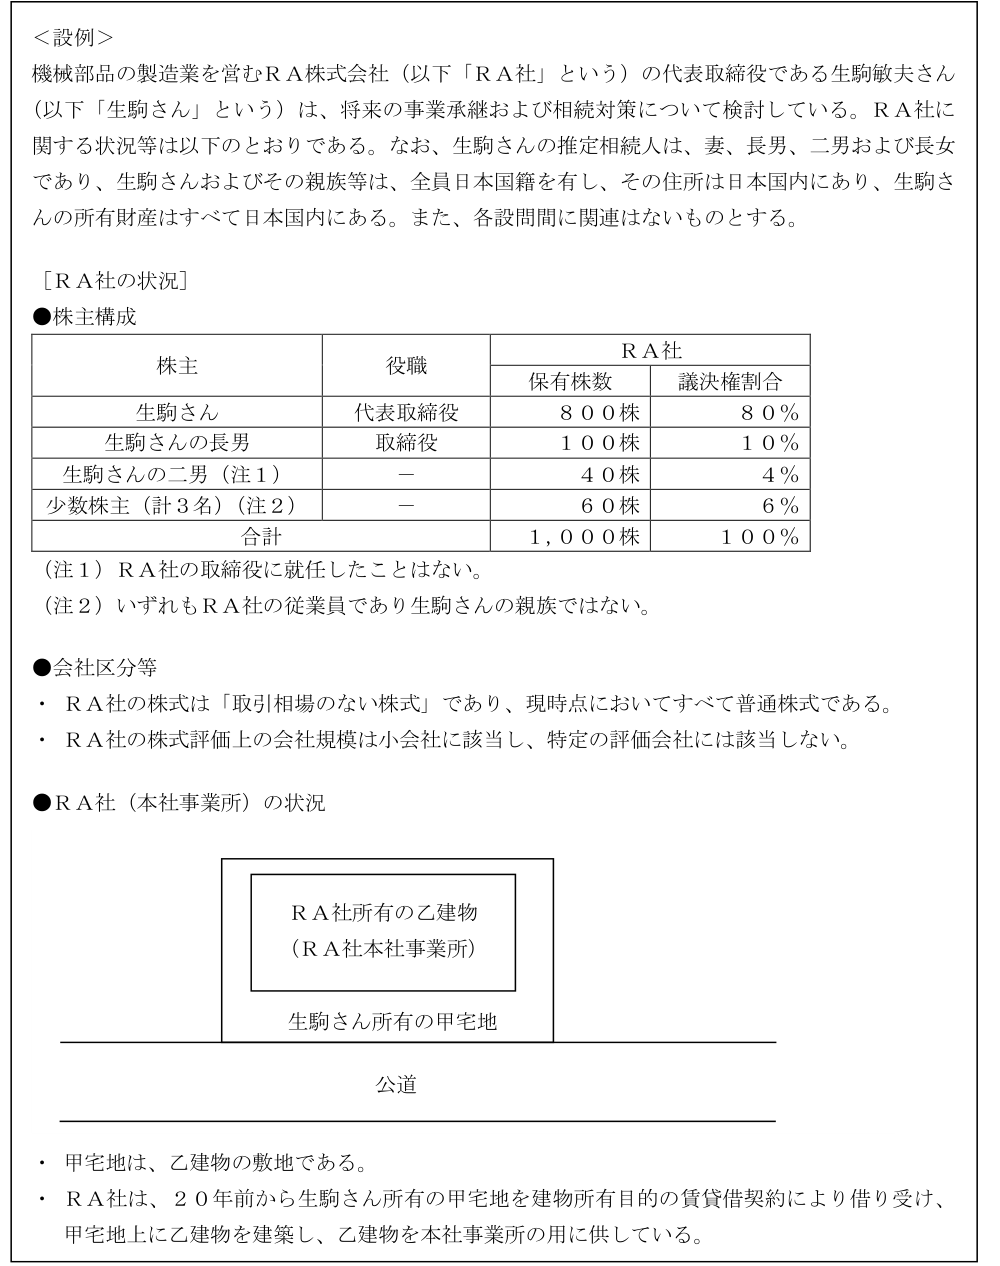 ＜設例＞
機械部品の製造業を営むＲＡ株式会社（以下「ＲＡ社」という）の代表取締役である生駒敏夫さん
（以下「生駒さん」という）は、将来の事業承継および相続対策について検討している。ＲＡ社に
関する状況等は以下のとおりである。なお、生駒さんの推定相続人は、妻、長男、二男および長女
であり、生駒さんおよびその親族等は、全員日本国籍を有し、その住所は日本国内にあり、生駒さ
んの所有財産はすべて日本国内にある。また、各設問間に関連はないものとする。
［ＲＡ社の状況］
●株主構成
株主 役職 ＲＡ社
保有株数 議決権割合
生駒さん 代表取締役 ８００株 ８０％
生駒さんの長男 取締役 １００株 １０％
生駒さんの二男（注１） － ４０株 ４％
少数株主（計３名）（注２） － ６０株 ６％
合計 １,０００株 １００％
（注１）ＲＡ社の取締役に就任したことはない。
（注２）いずれもＲＡ社の従業員であり生駒さんの親族ではない。
●会社区分等
・ ＲＡ社の株式は「取引相場のない株式」であり、現時点においてすべて普通株式である。
・ ＲＡ社の株式評価上の会社規模は小会社に該当し、特定の評価会社には該当しない。
●ＲＡ社（本社事業所）の状況
ＲＡ社所有の乙建物
（ＲＡ社本社事業所）
生駒さん所有の甲宅地
公道
・ 甲宅地は、乙建物の敷地である。
・ ＲＡ社は、２０年前から生駒さん所有の甲宅地を建物所有目的の賃貸借契約により借り受け、
甲宅地上に乙建物を建築し、乙建物を本社事業所の用に供している。